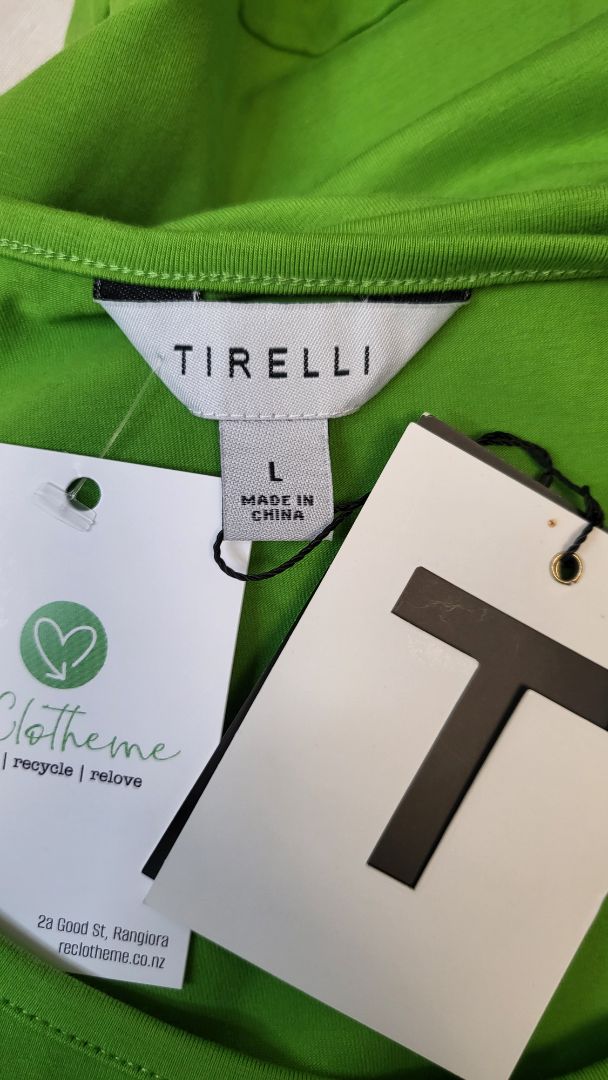 TIRELLI
L
MADE IN
CHINA
Clotheme
| recycle | relove
2a Good St, Rangiora
reclotheme.co.nz
T